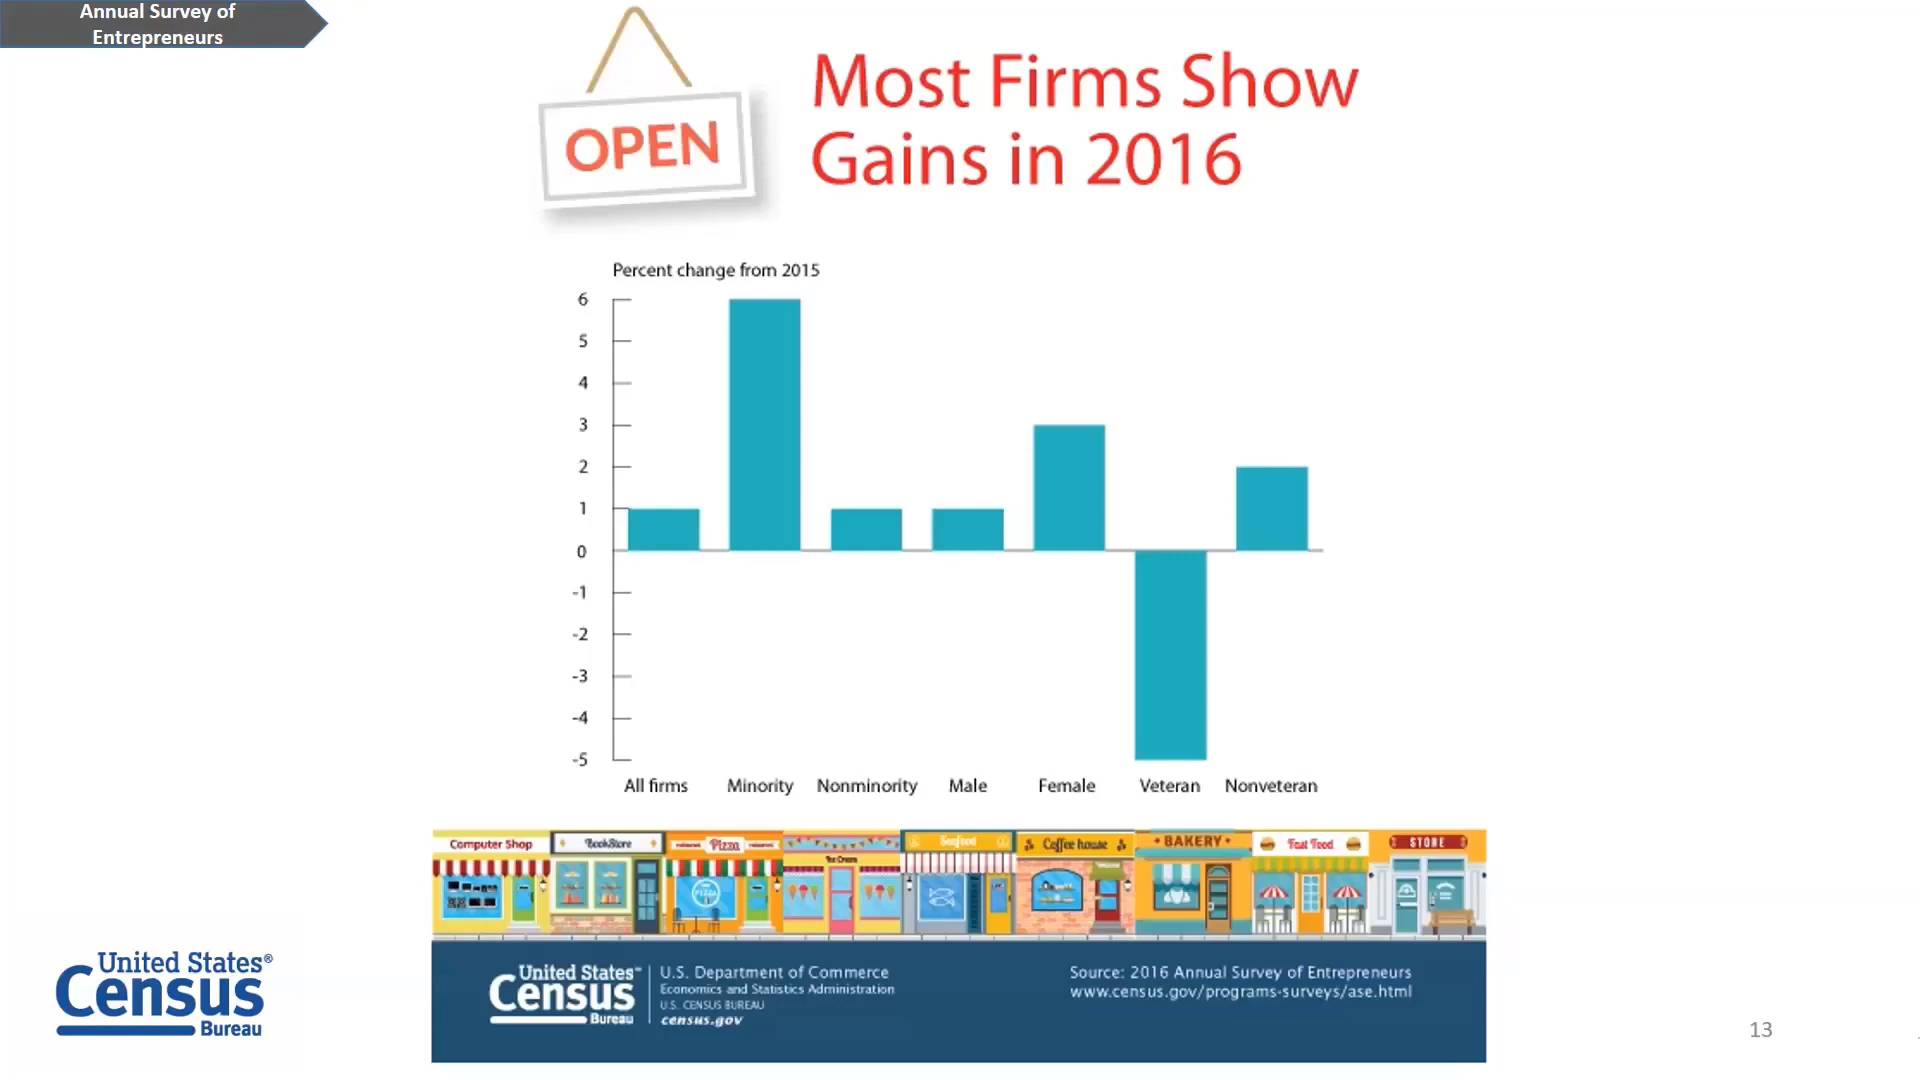 Annual Survey of
Entrepreneurs
OPEN
Most Firms Show
Gains in 2016
Percent change from 2015
6
5
4
3
2
1
0
-1
-2
-3
-4
-5
All firms Minority Nonminority Male Female Veteran Nonveteran
Computer Shop BookStore Pizza Ice Cream Seafood Coffee house BAKERY Fast Food STORE
PIZZA
United States®
Census
Bureau
United States™
Census
Bureau
U.S. Department of Commerce
Economics and Statistics Administration
U.S. CENSUS BUREAU
census.gov
Source: 2016 Annual Survey of Entrepreneurs
www.census.gov/programs-surveys/ase.html
13